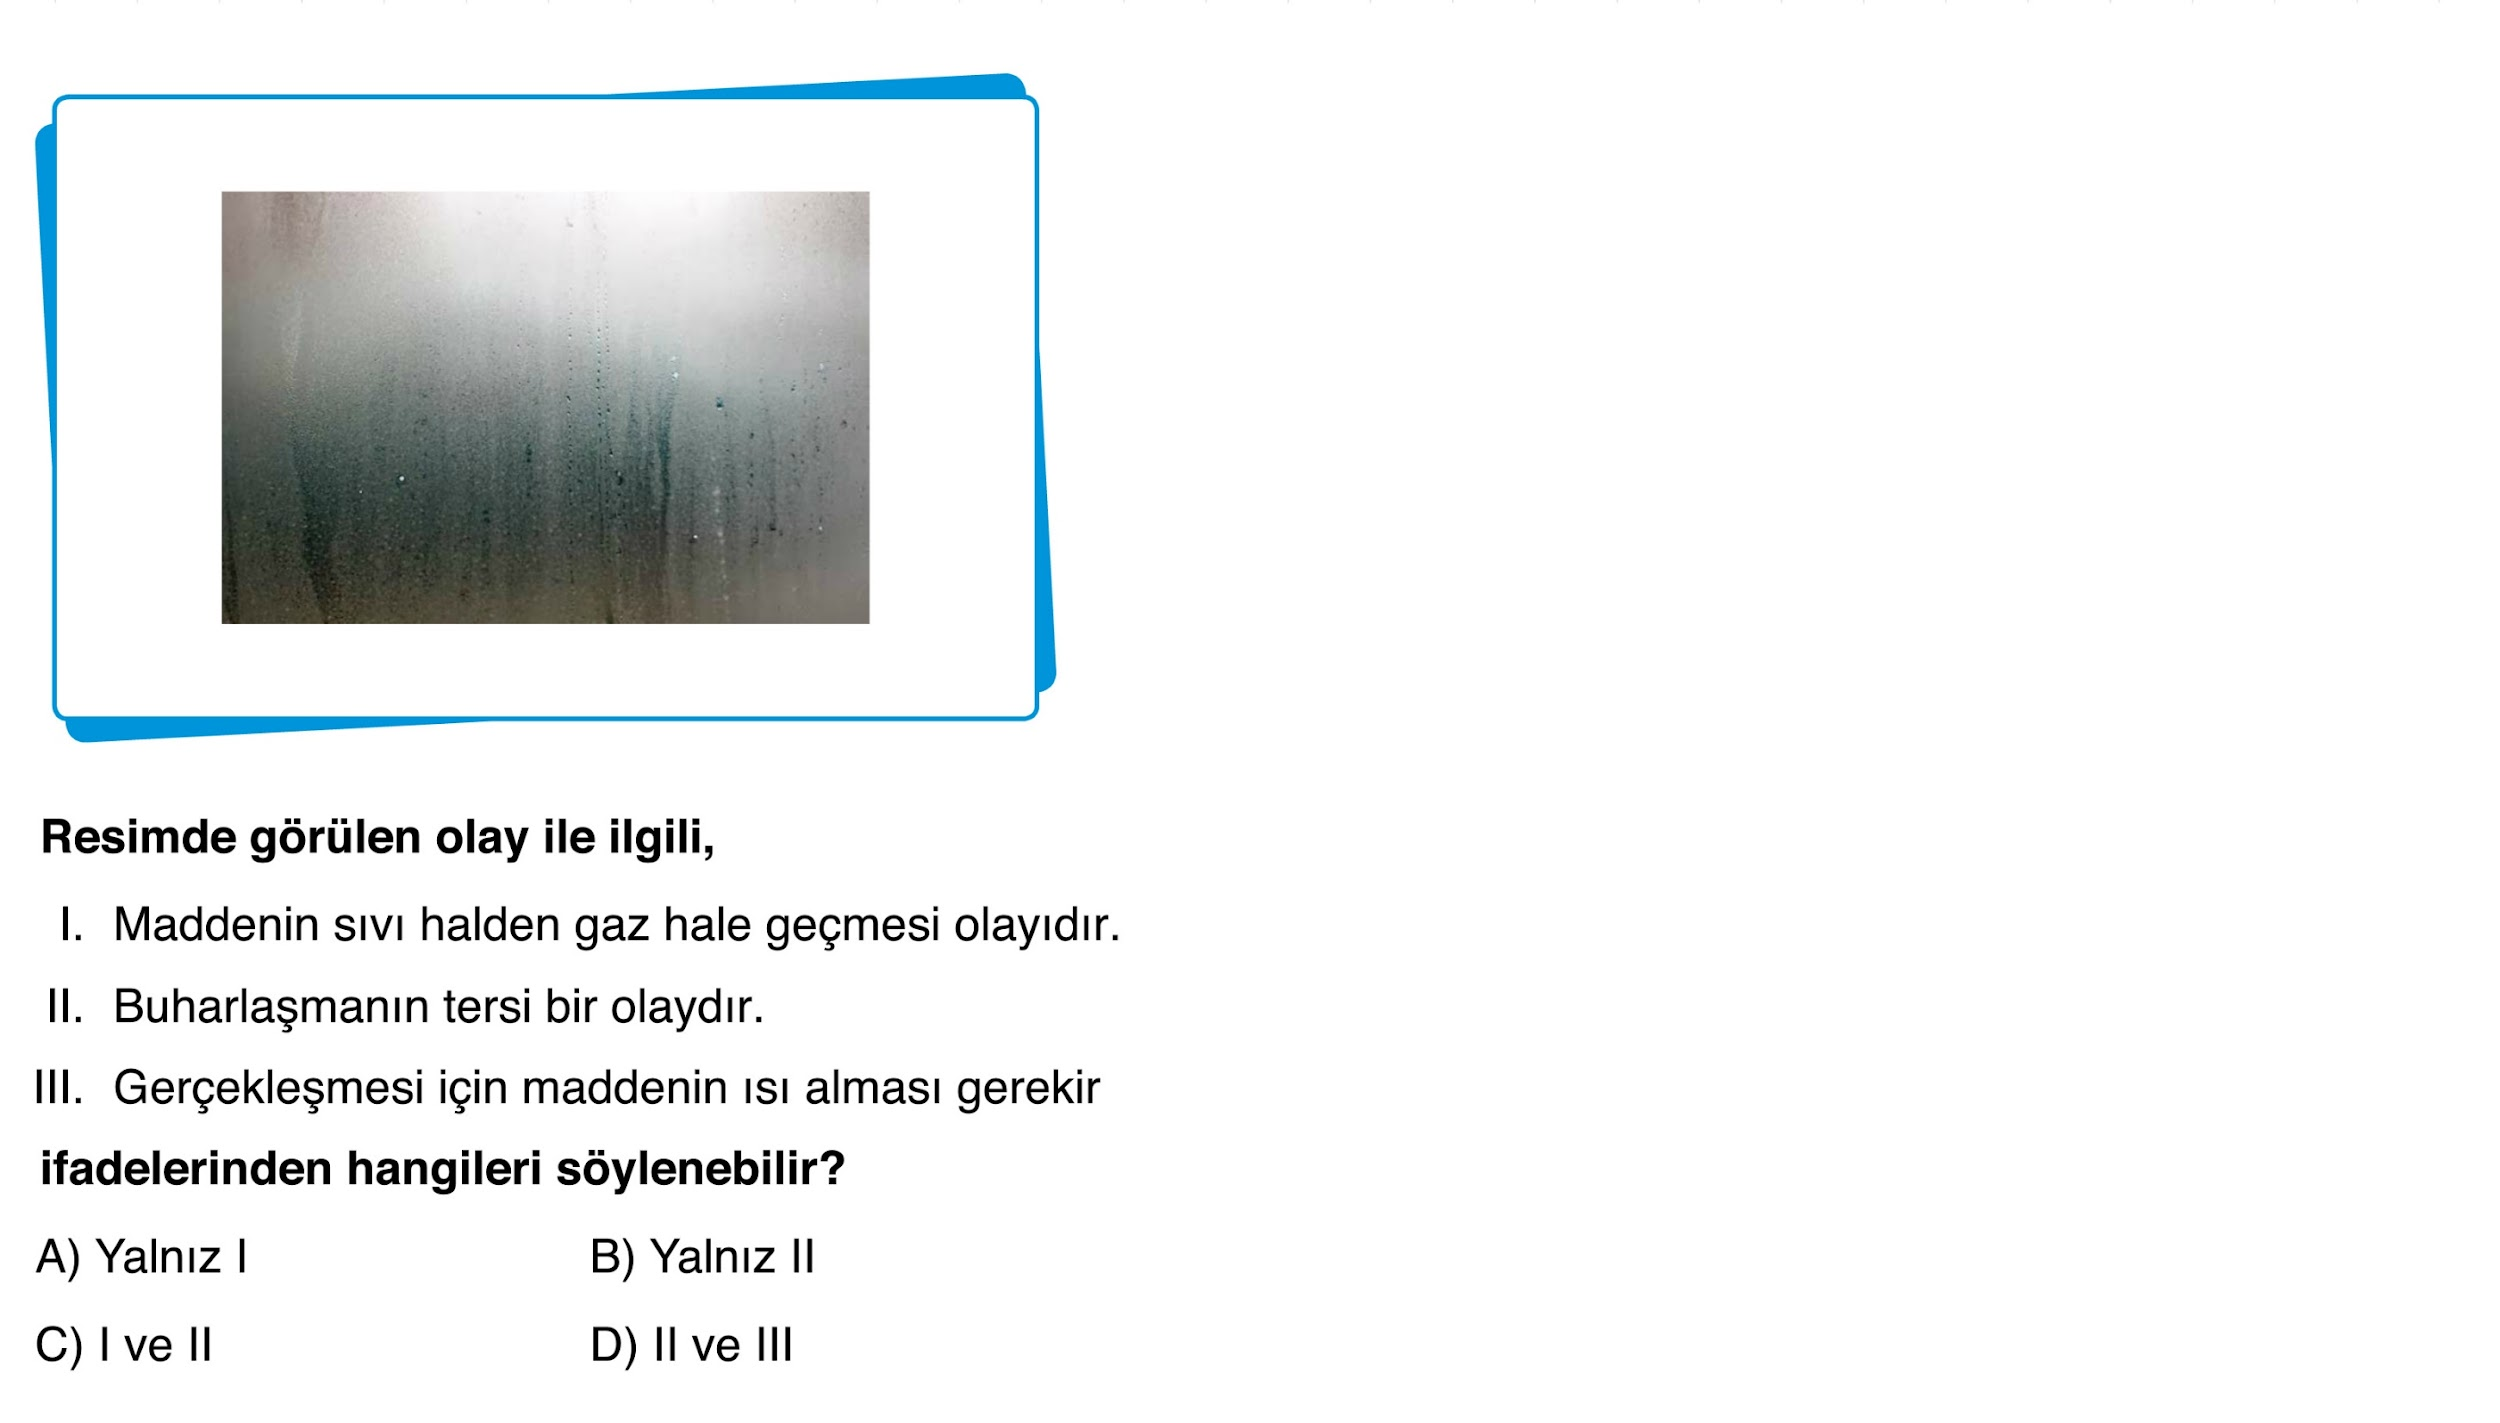 Resimde görülen olay ile ilgili,
I. Maddenin sıvı halden gaz hale geçmesi olayıdır.
II. Buharlaşmanın tersi bir olaydır.
III. Gerçekleşmesi için maddenin ısı alması gerekir
ifadelerinden hangileri söylenebilir?
A) Yalnız I B) Yalnız II
C) I ve II D) II ve III